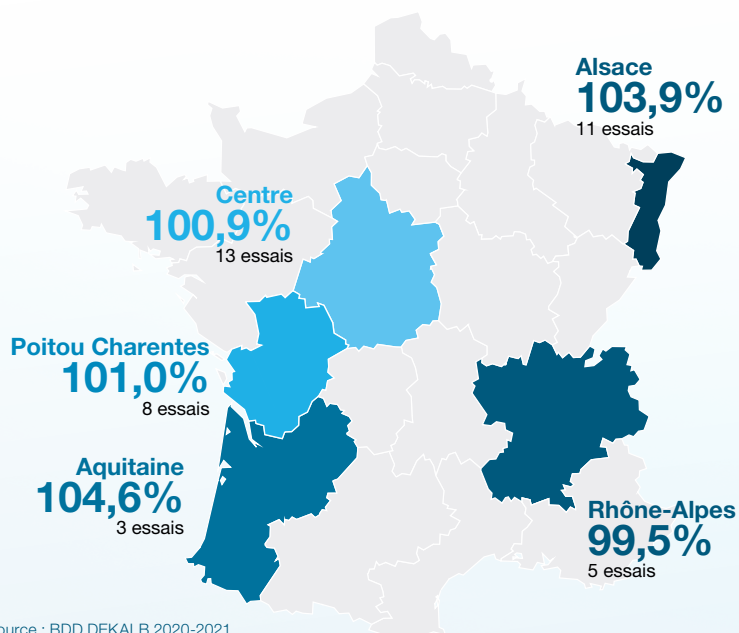 Alsace
103,9%
11 essais
Centre
100,9%
13 essais
Poitou Charentes
101,0%
8 essais
Aquitaine
104,6%
3 essais
Rhône-Alpes
99,5%
5 essais
ource : BDD DEKALB 2020-2021